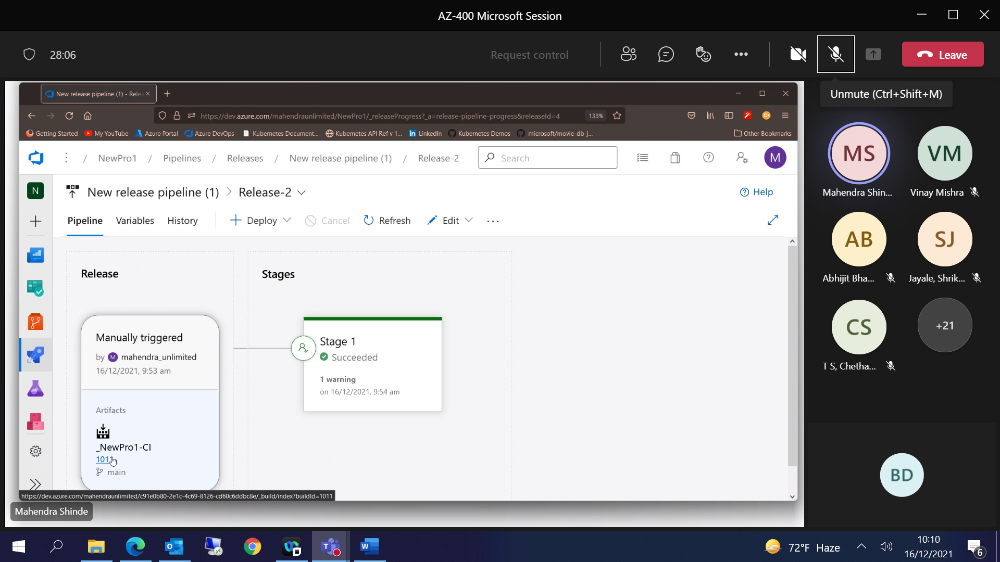 AZ-400 Microsoft Session
28:06
Request control
Leave
Unmute (Ctrl+Shift+M)
New release pipeline (1) - Relea
https://dev.azure.com/mahendraunlimited/NewPro1/_releaseProgress?_a=release-pipeline-progress&releaseId=4
133%
Getting Started
My YouTube
Azure Portal
Azure DevOps
Kubernetes Document...
Kubernetes API Ref v 1...
LinkedIn
Kubernetes Demos
microsoft/movie-db-j...
Other Bookmarks
/ NewPro1 / Pipelines / Releases / New release pipeline (1) / Release-2
Search
M
N
New release pipeline (1) > Release-2
Help
Pipeline
Variables
History
Deploy
Cancel
Refresh
Edit
Release
Stages
Manually triggered
by M mahendra_unlimited
16/12/2021, 9:53 am
Artifacts
_NewPro1-CI
1011
main
Stage 1
Succeeded
1 warning
on 16/12/2021, 9:54 am
https://dev.azure.com/mahendraunlimited/c91e0b80-2e1c-4c69-8126-cd60c6ddbc8e/_build/index?buildId=1011
Mahendra Shinde
MS
Mahendra Shin...
VM
Vinay Mishra
AB
Abhijit Bha...
SJ
Jayale, Shrik...
CS
T S, Chetha...
+21
BD
72°F Haze
10:10
16/12/2021
6